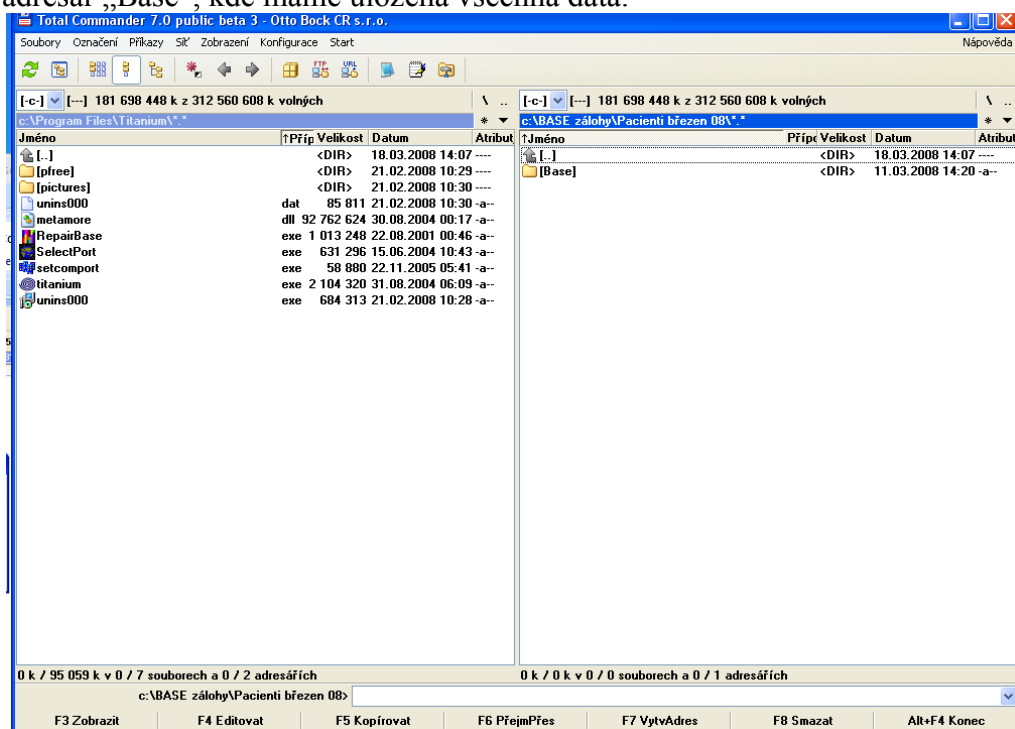 adresář ,,Base", kde máme uložena všechna data.
Total Commander 7.0 public beta 3 - Otto Bock CR s.r.o.
Soubory Označení Příkazy Síť Zobrazení Konfigurace Start Nápověda
FTP URL
[-c-] [---] 181 698 448 k z 312 560 608 k volných \ ..
c:\Program Files\Titanium\*.* * ▼
Jméno ↑Příp Velikost Datum Atribut
[..] <DIR> 18.03.2008 14:07 ----
[pfree] <DIR> 21.02.2008 10:29 ----
[pictures] <DIR> 21.02.2008 10:30 ----
unins000 dat 85 811 21.02.2008 10:30 -a--
metamore dll 92 762 624 30.08.2004 00:17 -a--
RepairBase exe 1 013 248 22.08.2001 00:46 -a--
SelectPort exe 631 296 15.06.2004 10:43 -a--
setcomport exe 58 880 22.11.2005 05:41 -a--
titanium exe 2 104 320 31.08.2004 06:09 -a--
unins000 exe 684 313 21.02.2008 10:28 -a--
0 k / 95 059 k v 0 / 7 souborech a 0 / 2 adresářích
[-c-] [---] 181 698 448 k z 312 560 608 k volných \ ..
c:\BASE zálohy\Pacienti březen 08\*.* * ▼
↑Jméno Přípo Velikost Datum Atribut
[..] <DIR> 18.03.2008 14:07 ----
[Base] <DIR> 11.03.2008 14:20 -a--
0 k / 0 k v 0 / 0 souborech a 0 / 1 adresářích
c:\BASE zálohy\Pacienti březen 08>
F3 Zobrazit F4 Editovat F5 Kopírovat F6 PřejmPřes F7 VytvAdres F8 Smazat Alt+F4 Konec